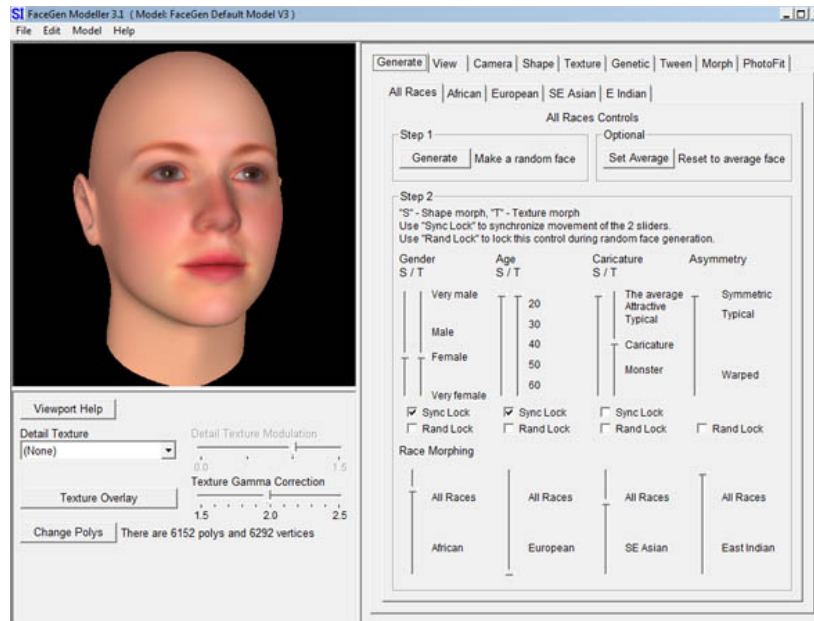 SI FaceGen Modeller 3.1 ( Model: FaceGen Default Model V3 )
File Edit Model Help
Generate View Camera Shape Texture Genetic Tween Morph PhotoFit
All Races African European SE Asian E Indian
All Races Controls
Step 1
Optional
Generate Make a random face
Set Average Reset to average face
Step 2
"S" - Shape morph, "T" - Texture morph
Use "Sync Lock" to synchronize movement of the 2 sliders.
Use "Rand Lock" to lock this control during random face generation.
Gender Age Caricature Asymmetry
S / T S / T S / T
Very male
Male
Female
Very female
20
30
40
50
60
The average
Attractive
Typical
Caricature
Monster
Symmetric
Typical
Warped
Sync Lock Sync Lock Sync Lock
Rand Lock Rand Lock Rand Lock Rand Lock
Race Morphing
All Races All Races All Races All Races
African European SE Asian East Indian
Viewport Help
Detail Texture
(None)
Detail Texture Modulation
0.0 1.5
Texture Overlay
Texture Gamma Correction
1.5 2.0 2.5
Change Polys There are 6152 polys and 6292 vertices